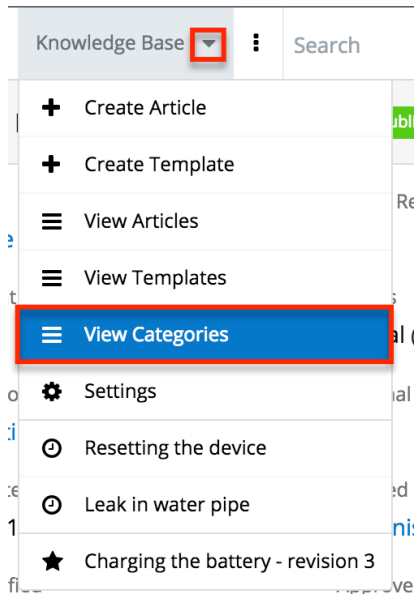 Knowledge Base
Search
Create Article
Create Template
View Articles
View Templates
View Categories
Settings
Resetting the device
Leak in water pipe
Charging the battery - revision 3